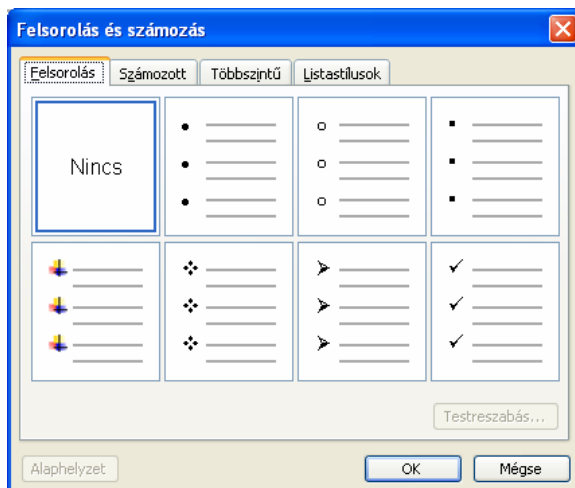 Felsorolás és számozás
Felsorolás
Számozott
Többszintű
Listastílusok
Nincs
Testreszabás...
Alaphelyzet
OK
Mégse